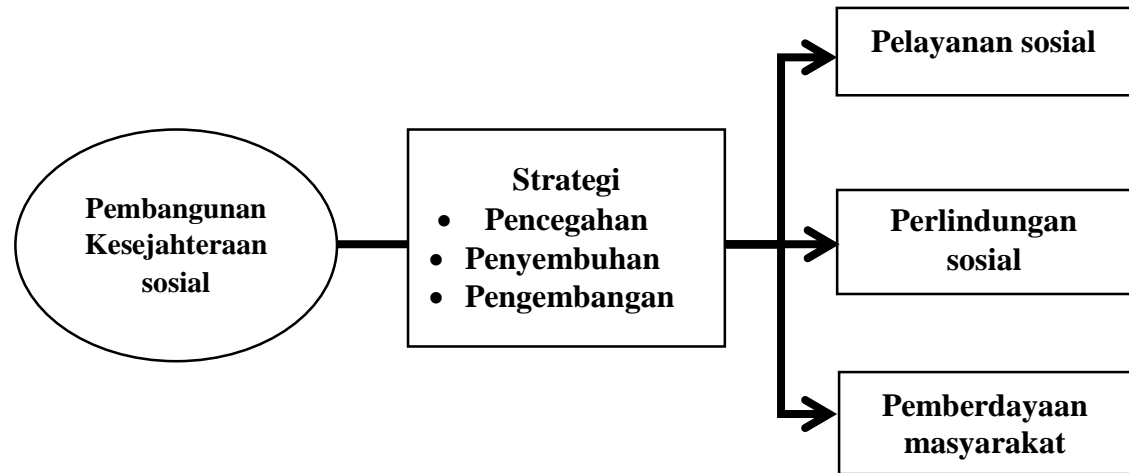 Pembangunan
Kesejahteraan
sosial
Strategi
• Pencegahan
• Penyembuhan
• Pengembangan
Pelayanan sosial
Perlindungan
sosial
Pemberdayaan
masyarakat